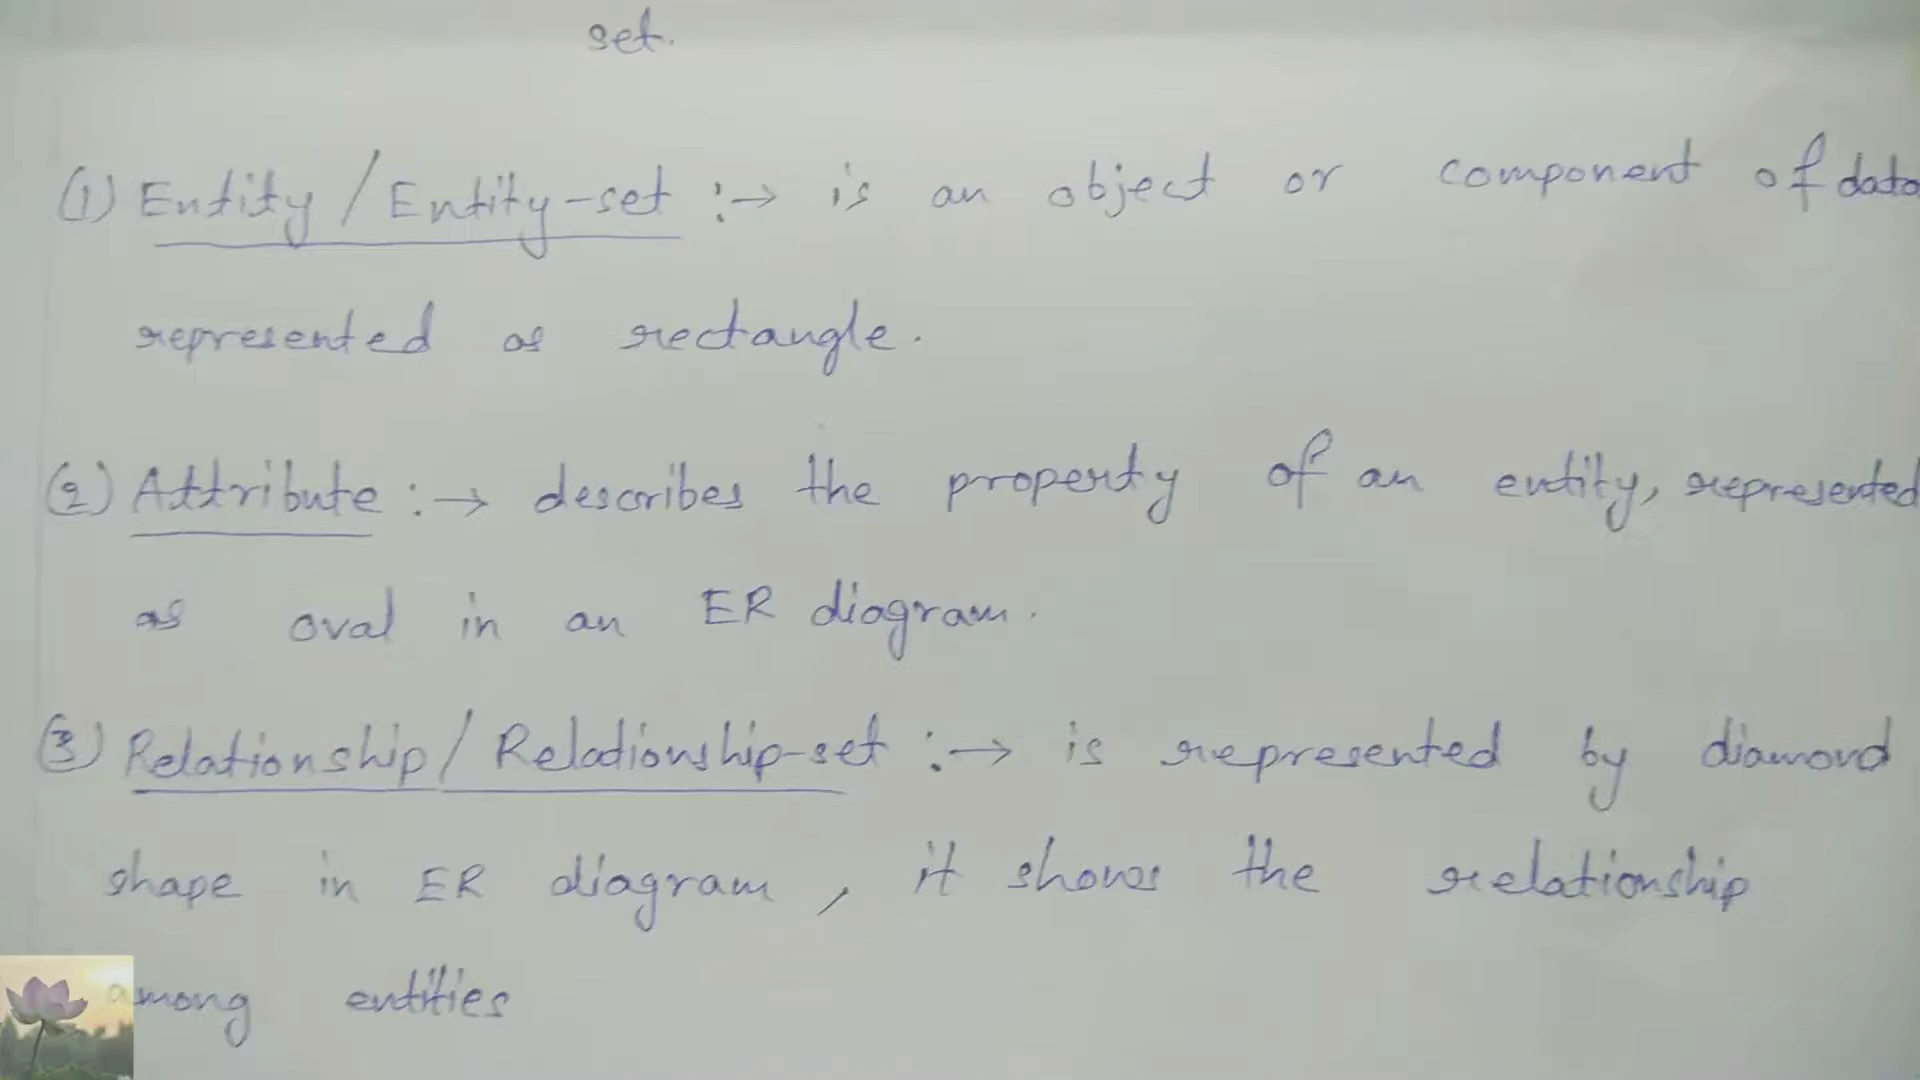 set.
(1) Entity / Entity-set :→ is an object or component of data
represented as rectangle.
(2) Attribute :→ describes the property of an entity, represented
as oval in an ER diagram.
(3) Relationship / Relationship-set :→ is represented by diamond
shape in ER diagram, it shows the relationship
among entities